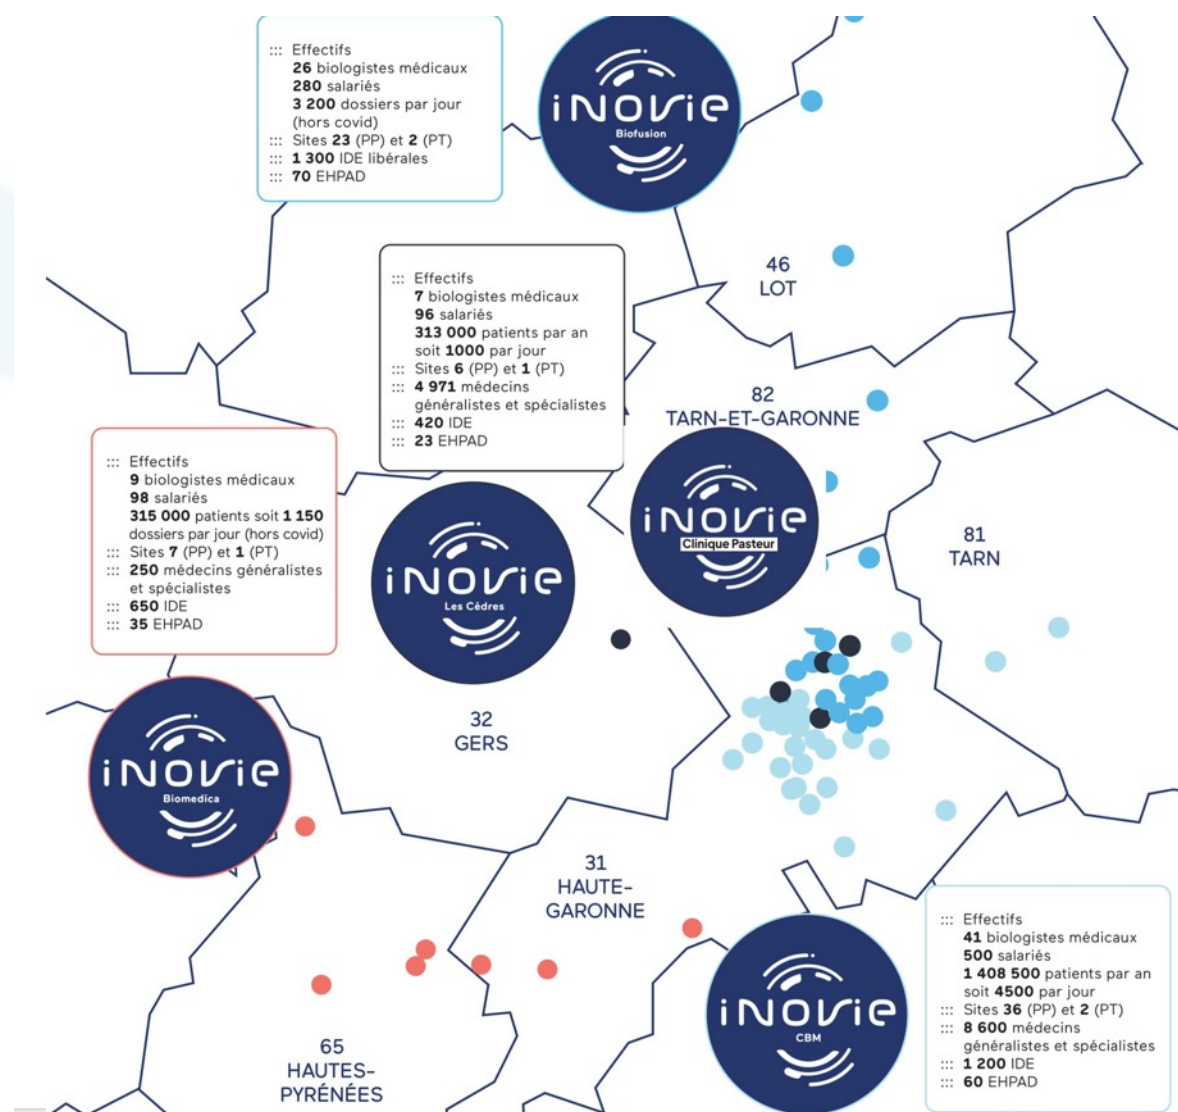 ::: Effectifs
26 biologistes médicaux
280 salariés
3 200 dossiers par jour
(hors covid)
::: Sites 23 (PP) et 2 (PT)
::: 1 300 IDE libérales
::: 70 EHPAD
iNOVie
Biofusion
46
LOT
::: Effectifs
7 biologistes médicaux
96 salariés
313 000 patients par an
soit 1000 par jour
::: Sites 6 (PP) et 1 (PT)
::: 4 971 médecins
généralistes et spécialistes
::: 420 IDE
::: 23 EHPAD
82
TARN-ET-GARONNE
::: Effectifs
9 biologistes médicaux
98 salariés
315 000 patients soit 1 150
dossiers par jour (hors covid)
::: Sites 7 (PP) et 1 (PT)
::: 250 médecins généralistes
et spécialistes
::: 650 IDE
::: 35 EHPAD
iNOVie
Les Cèdres
iNOVie
Clinique Pasteur
81
TARN
32
GERS
iNOVie
Biomedica
31
HAUTE-
GARONNE
65
HAUTES-
PYRÉNÉES
iNOVie
CBM
::: Effectifs
41 biologistes médicaux
500 salariés
1 408 500 patients par an
soit 4500 par jour
::: Sites 36 (PP) et 2 (PT)
::: 8 600 médecins
généralistes et spécialistes
::: 1 200 IDE
::: 60 EHPAD